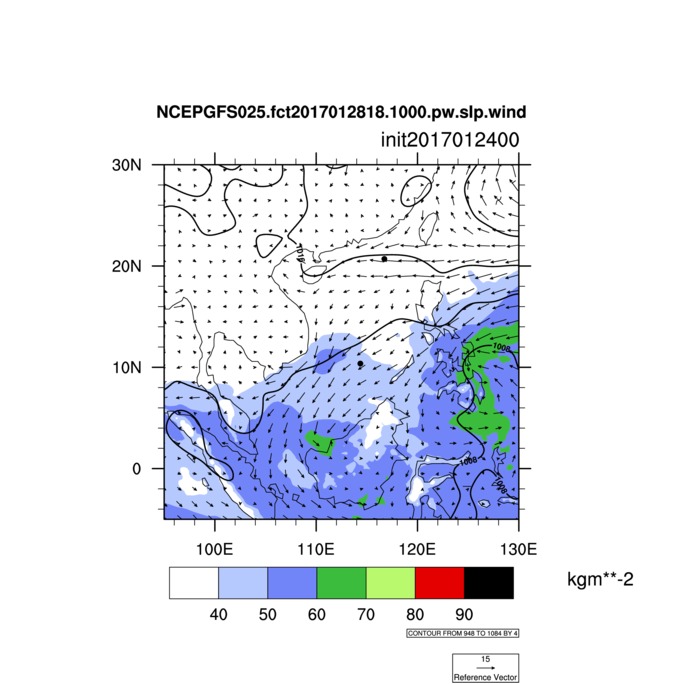 NCEPGFS025.fct2017012818.1000.pw.slp.wind
init2017012400
30N
1016
20N
1008
10N
1008
0
1008
100E 110E 120E 130E
kgm**-2
40 50 60 70 80 90
CONTOUR FROM 948 TO 1084 BY 4
15
Reference Vector